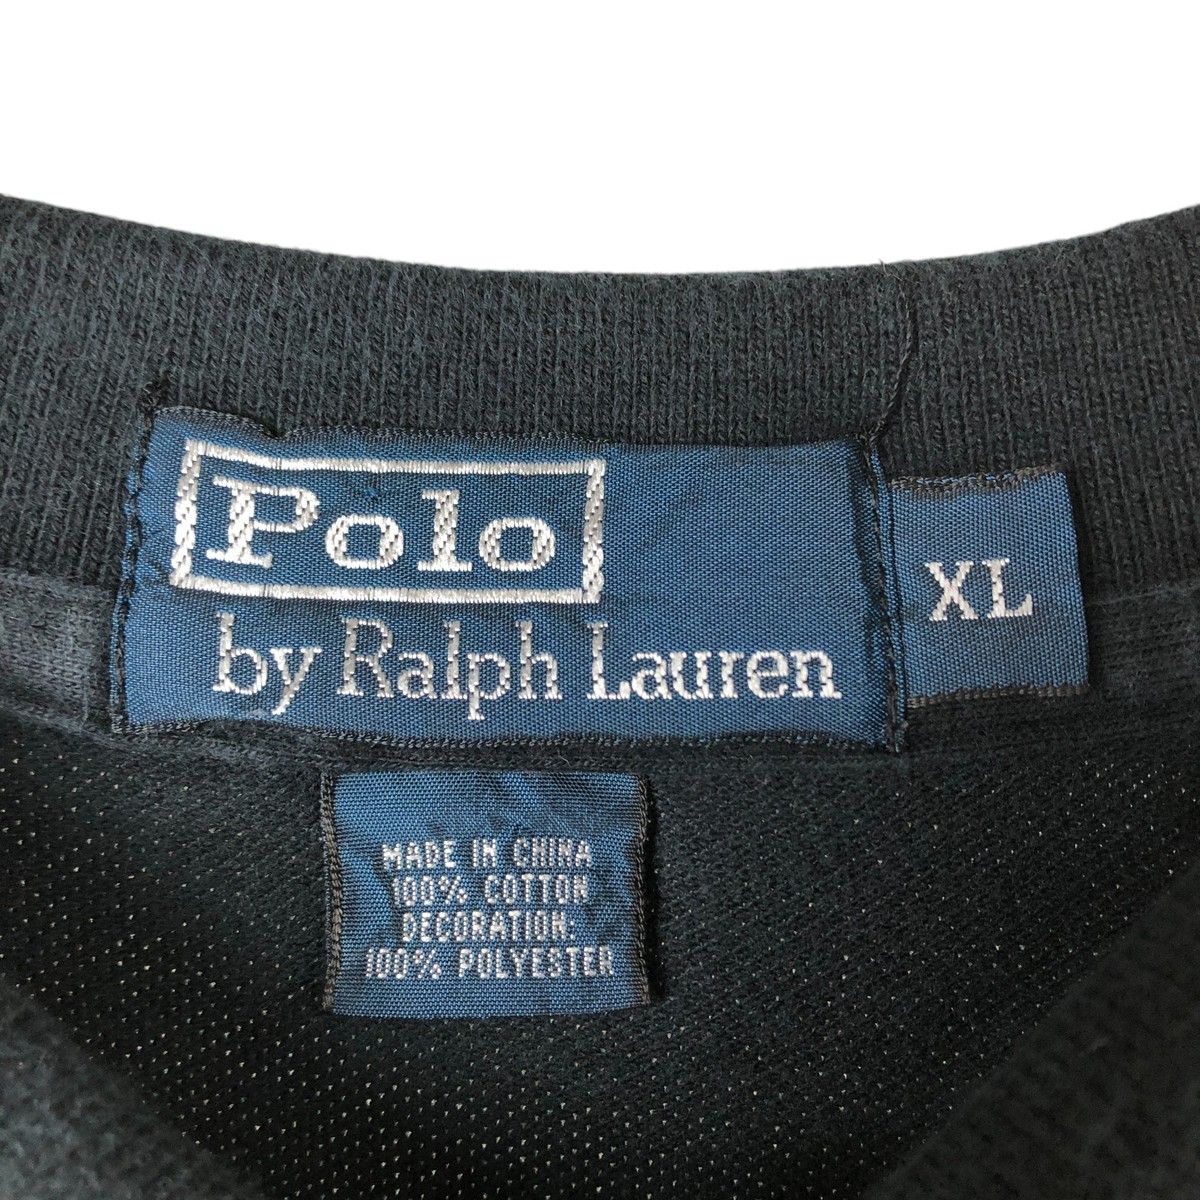 Polo
by Ralph Lauren
XL
MADE IN CHINA
100% COTTON
DECORATION:
100% POLYESTER